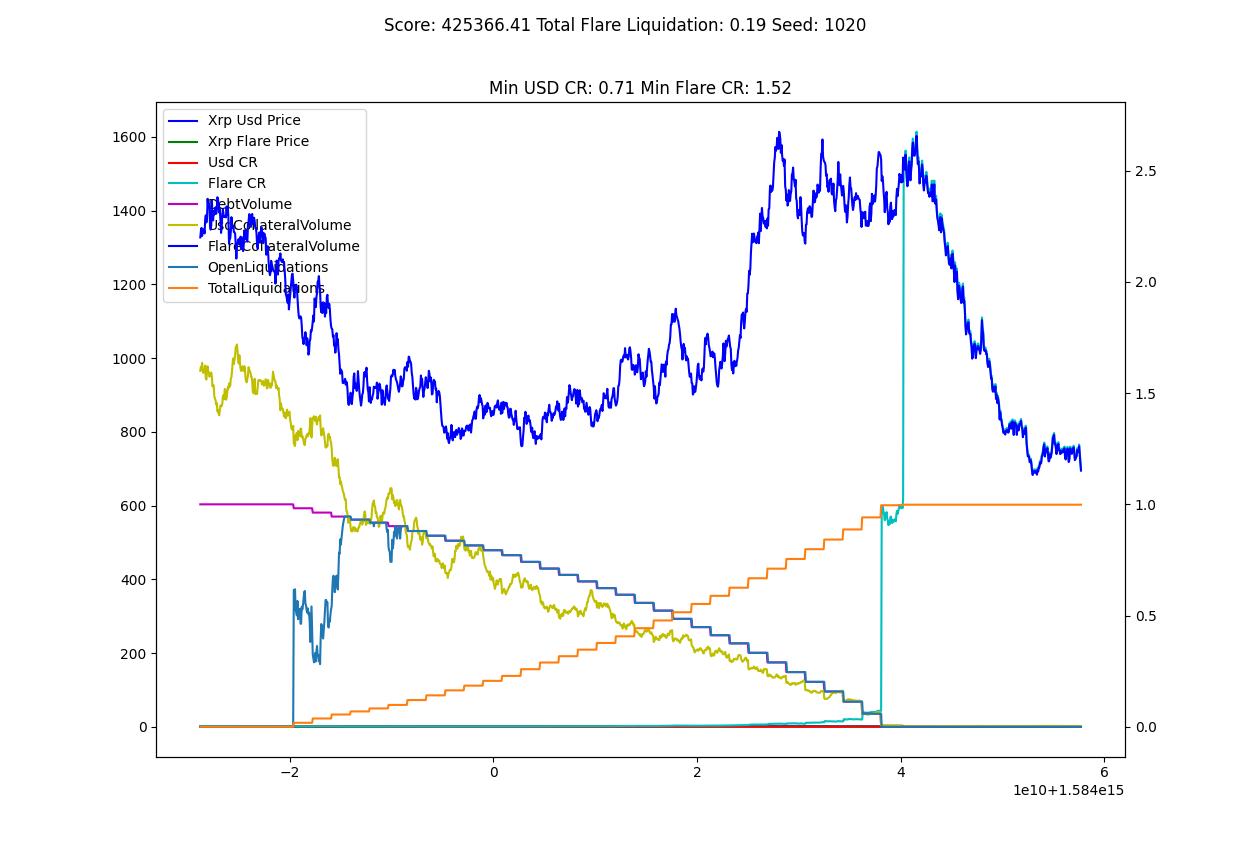 Score: 425366.41 Total Flare Liquidation: 0.19 Seed: 1020
Min USD CR: 0.71 Min Flare CR: 1.52
Xrp Usd Price
Xrp Flare Price
Usd CR
Flare CR
DebtVolume
UsdCollateralVolume
FlareCollateralVolume
OpenLiquidations
TotalLiquidations
1600
1400
1200
1000
800
600
400
200
0
2.5
2.0
1.5
1.0
0.5
0.0
−2
0
2
4
6
1e10+1.584e15